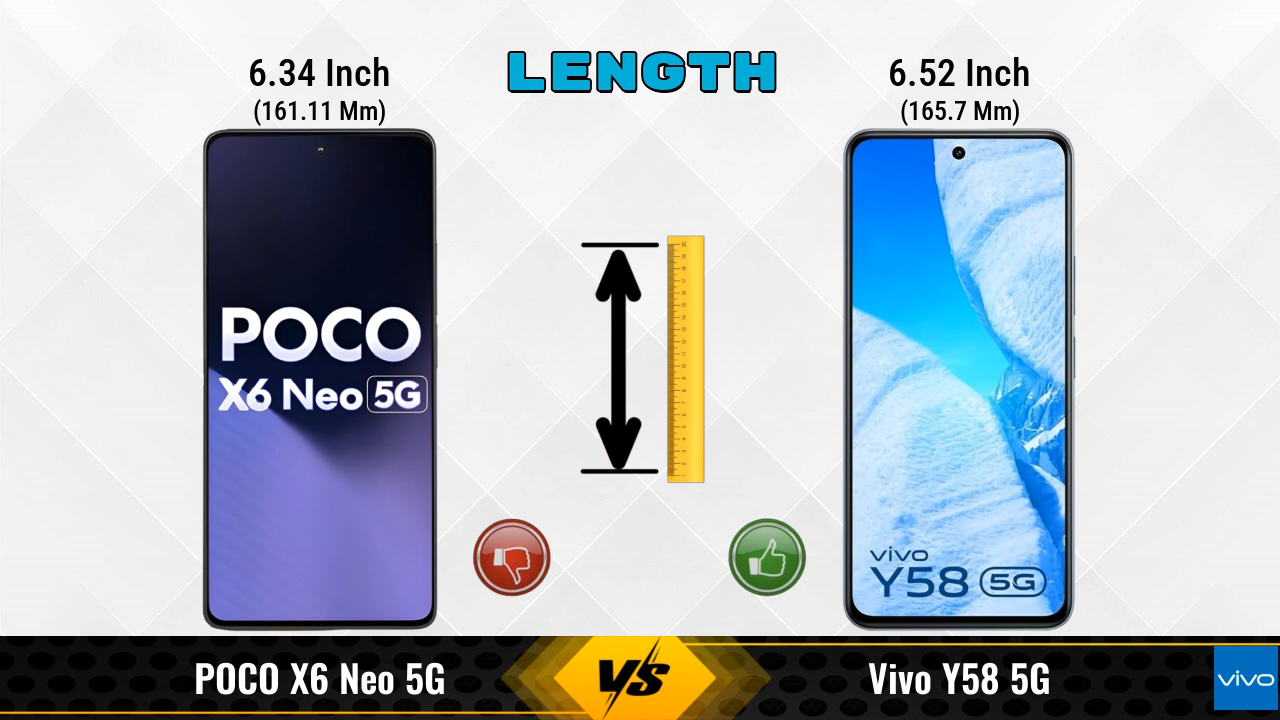 LENGTH
6.34 Inch
(161.11 Mm)
6.52 Inch
(165.7 Mm)
POCO
X6 Neo 5G
vivo
Y58 5G
POCO X6 Neo 5G
VS
Vivo Y58 5G
vivo